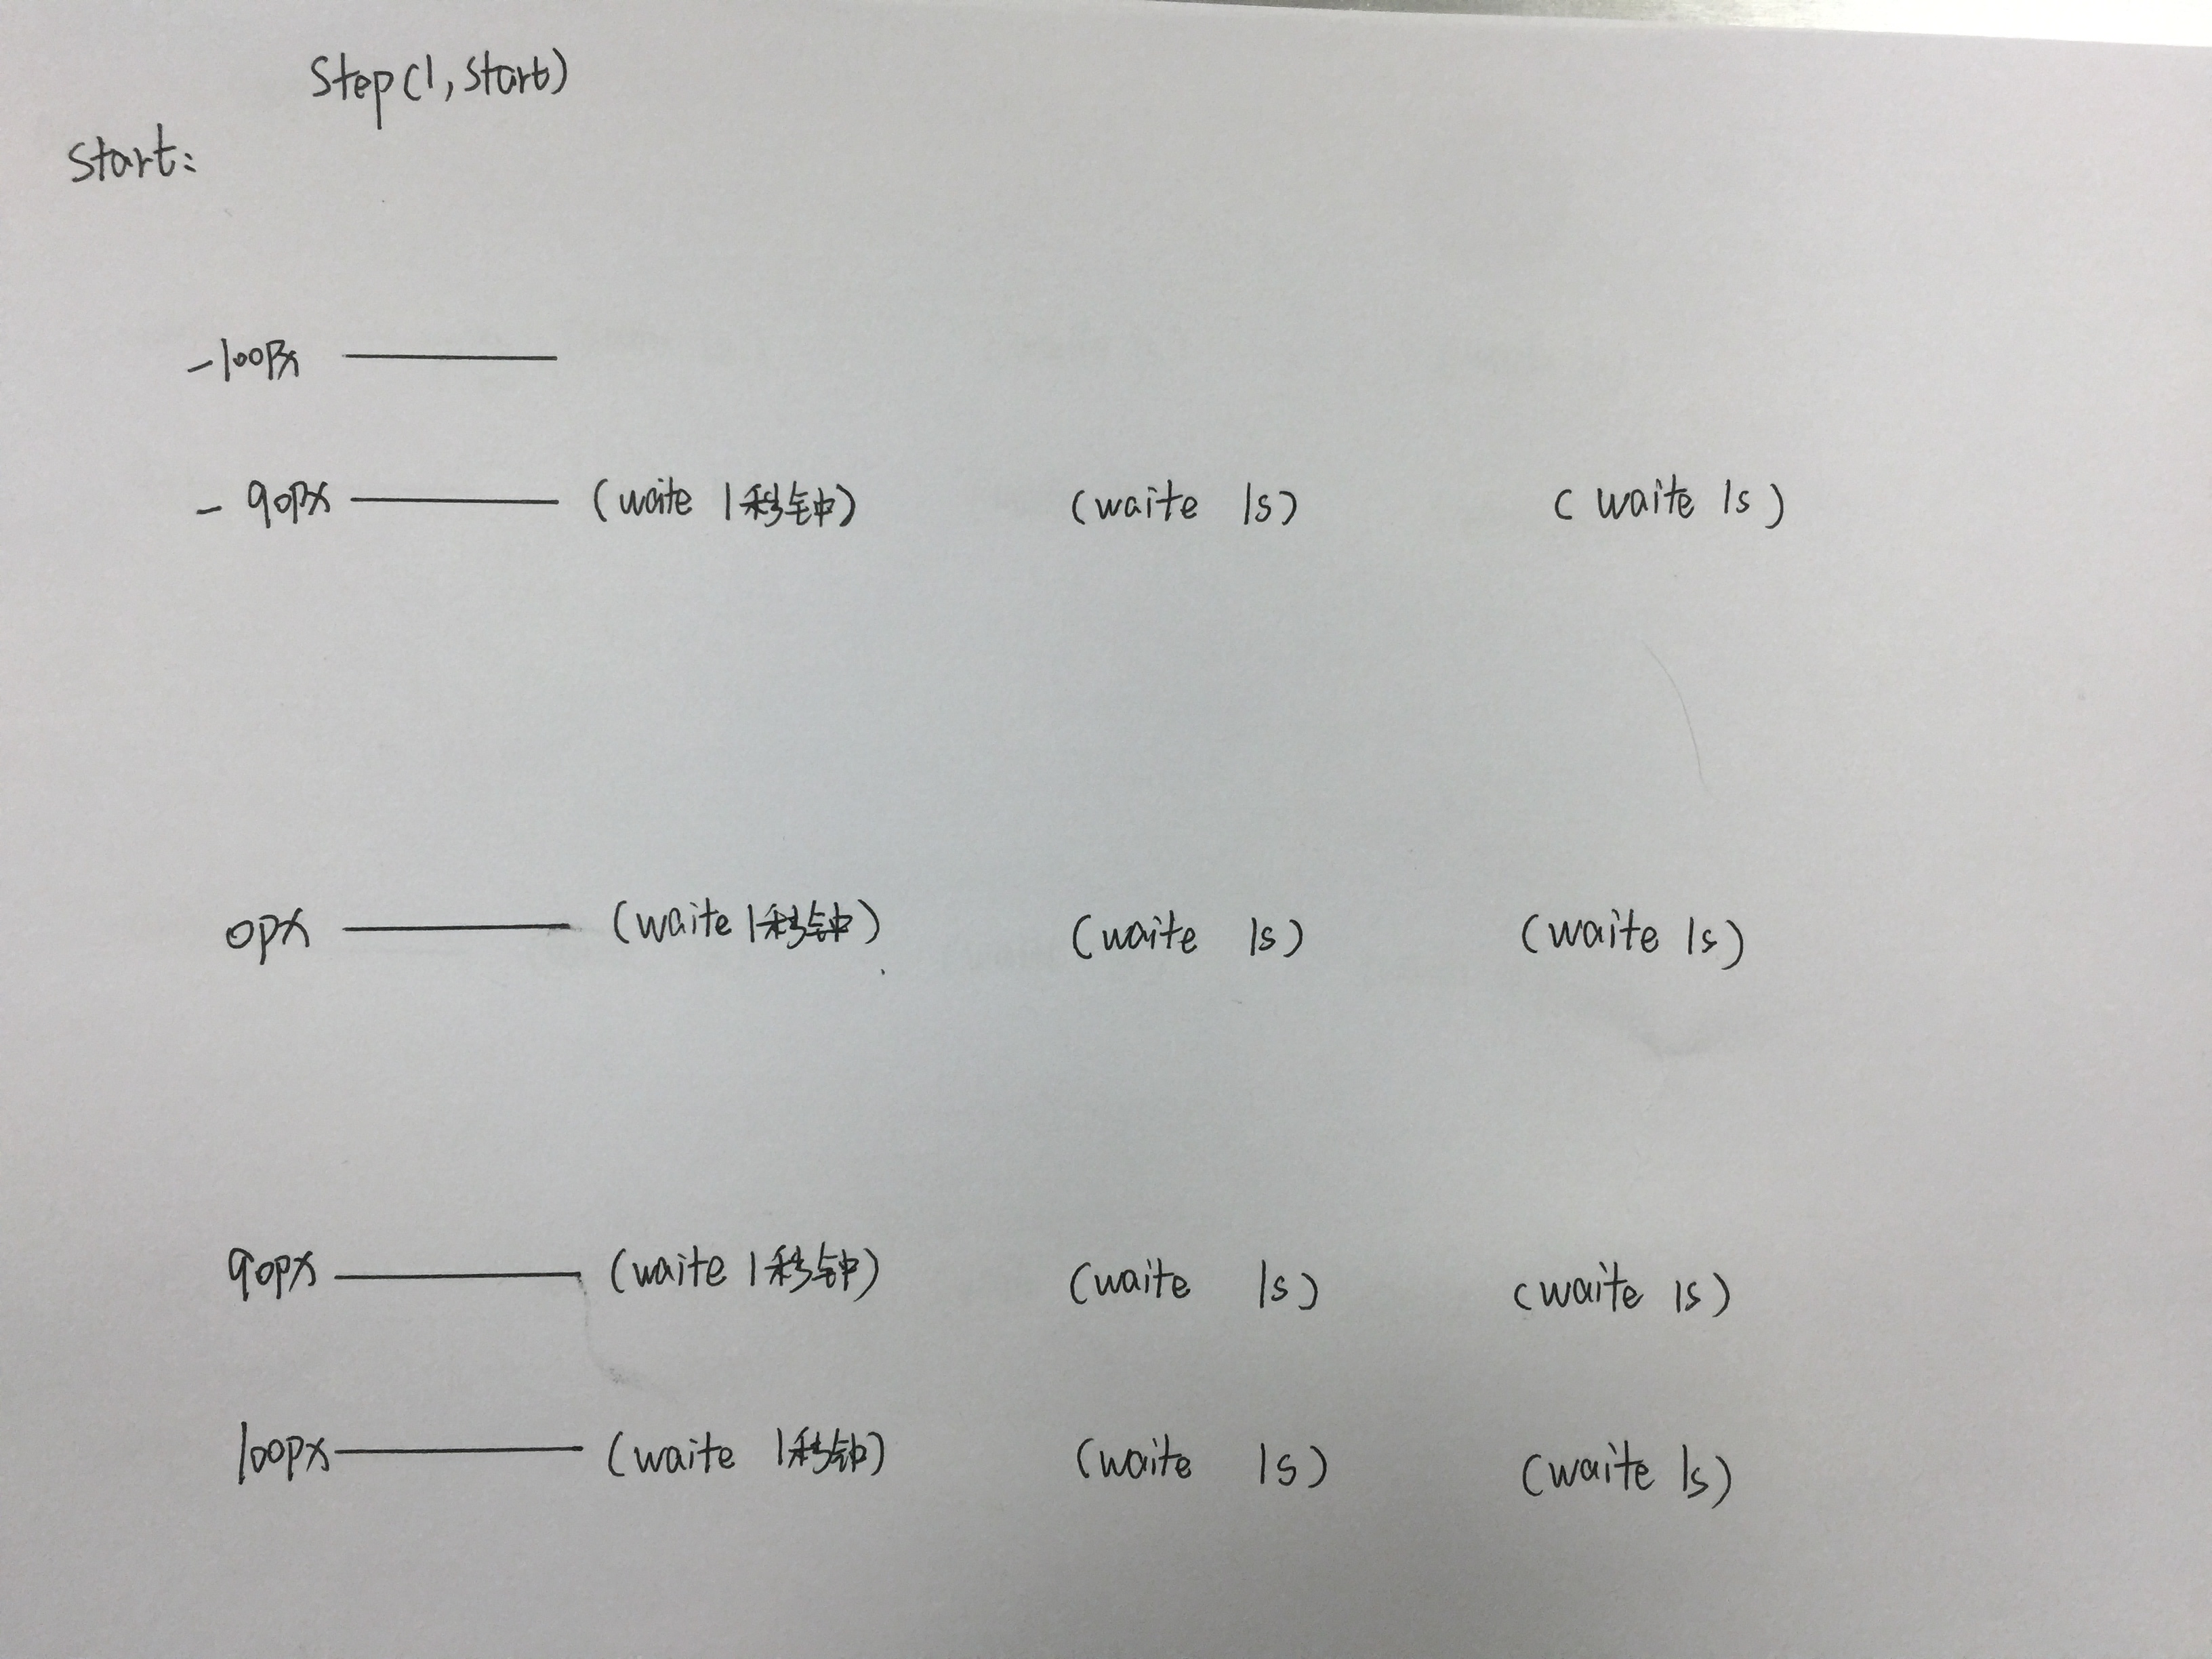 Step(1, start)
start:
-100px
-90px (waite 1秒钟) (waite 1s) (waite 1s)
0px (waite 1秒钟) (waite 1s) (waite 1s)
90px (waite 1秒钟) (waite 1s) (waite 1s)
100px (waite 1秒钟) (waite 1s) (waite 1s)